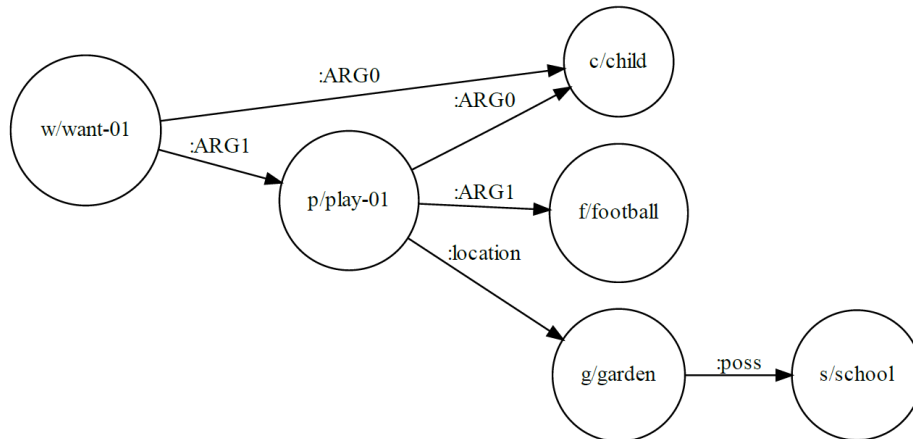 c/child
:ARG0
:ARG0
w/want-01
:ARG1
:ARG1
p/play-01
f/football
:location
:poss
g/garden
s/school